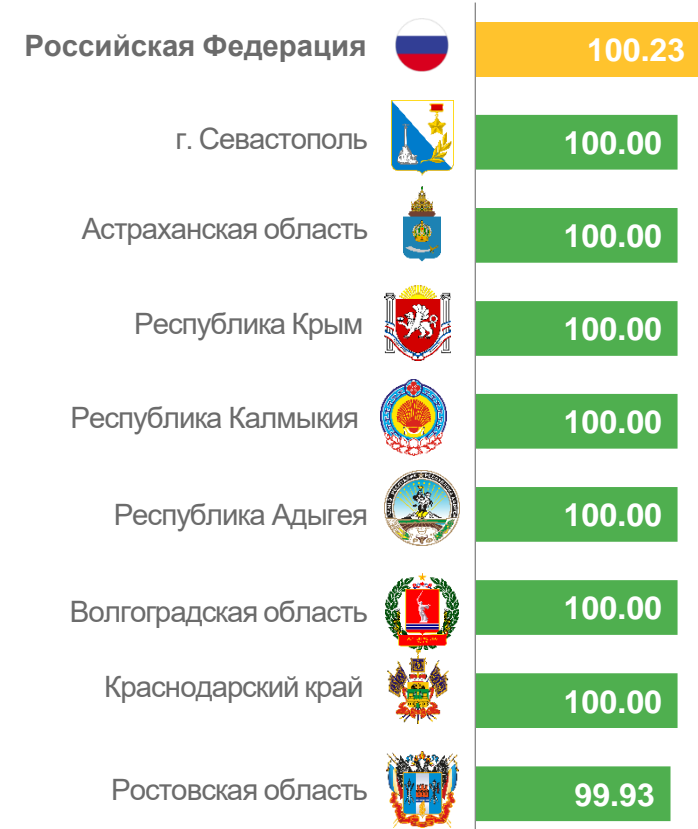 Российская Федерация 100.23
г. Севастополь 100.00
Астраханская область 100.00
Республика Крым 100.00
Республика Калмыкия 100.00
Республика Адыгея 100.00
Волгоградская область 100.00
Краснодарский край 100.00
Ростовская область 99.93